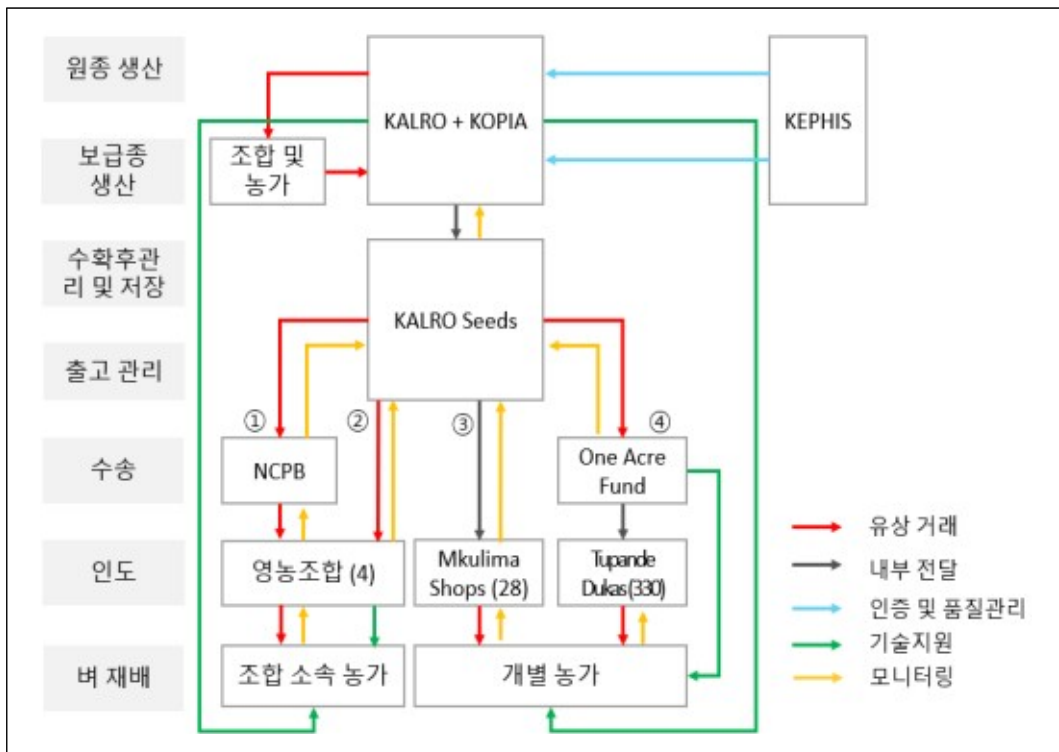 원종 생산
KALRO + KOPIA
KEPHIS
보급종
생산
조합 및
농가
수확후관
리 및 저장
KALRO Seeds
출고 관리
①
②
③
④
수송
NCPB
One Acre
Fund
유상 거래
인도
영농조합 (4)
Mkulima
Shops (28)
Tupande
Dukas(330)
내부 전달
인증 및 품질관리
벼 재배
조합 소속 농가
개별 농가
기술지원
모니터링